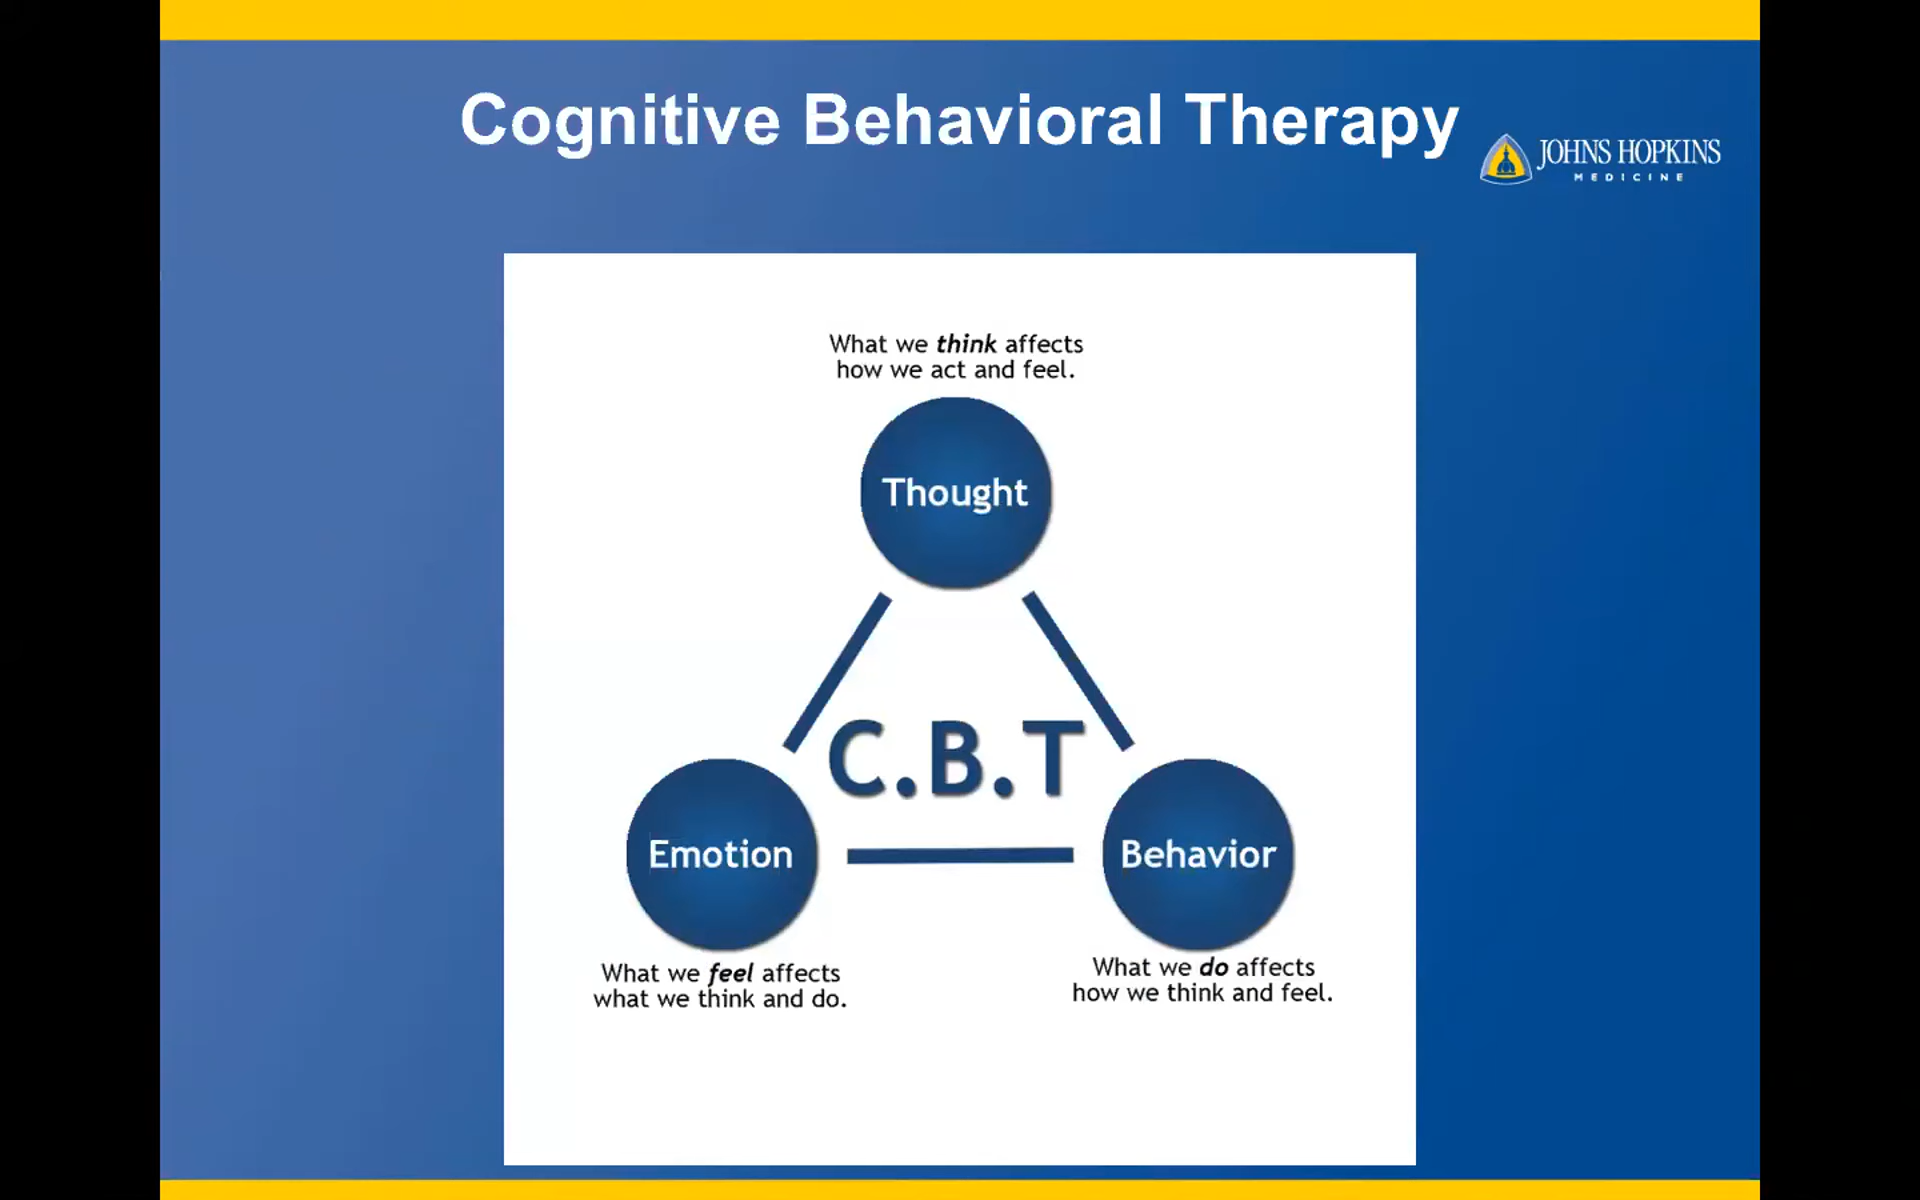 Cognitive Behavioral Therapy
JOHNS HOPKINS
MEDICINE
What we think affects
how we act and feel.
Thought
C.B.T
Emotion
Behavior
What we feel affects
what we think and do.
What we do affects
how we think and feel.